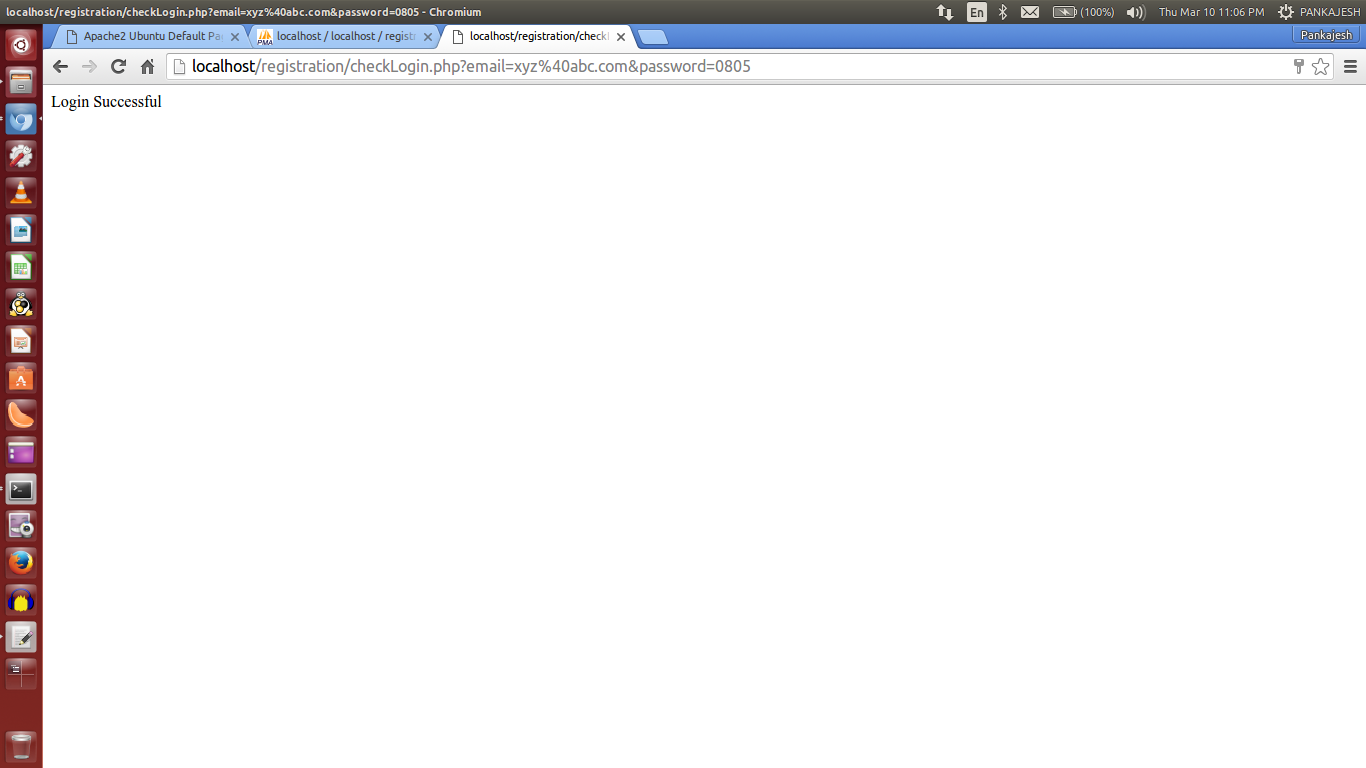 localhost/registration/checkLogin.php?email=xyz%40abc.com&password=0805 - Chromium
En
(100%)
Thu Mar 10 11:06 PM
PANKAJESH
Apache2 Ubuntu Default Pa
localhost / localhost / regist
localhost/registration/check
Pankajesh
localhost/registration/checkLogin.php?email=xyz%40abc.com&password=0805
Login Successful
PMA